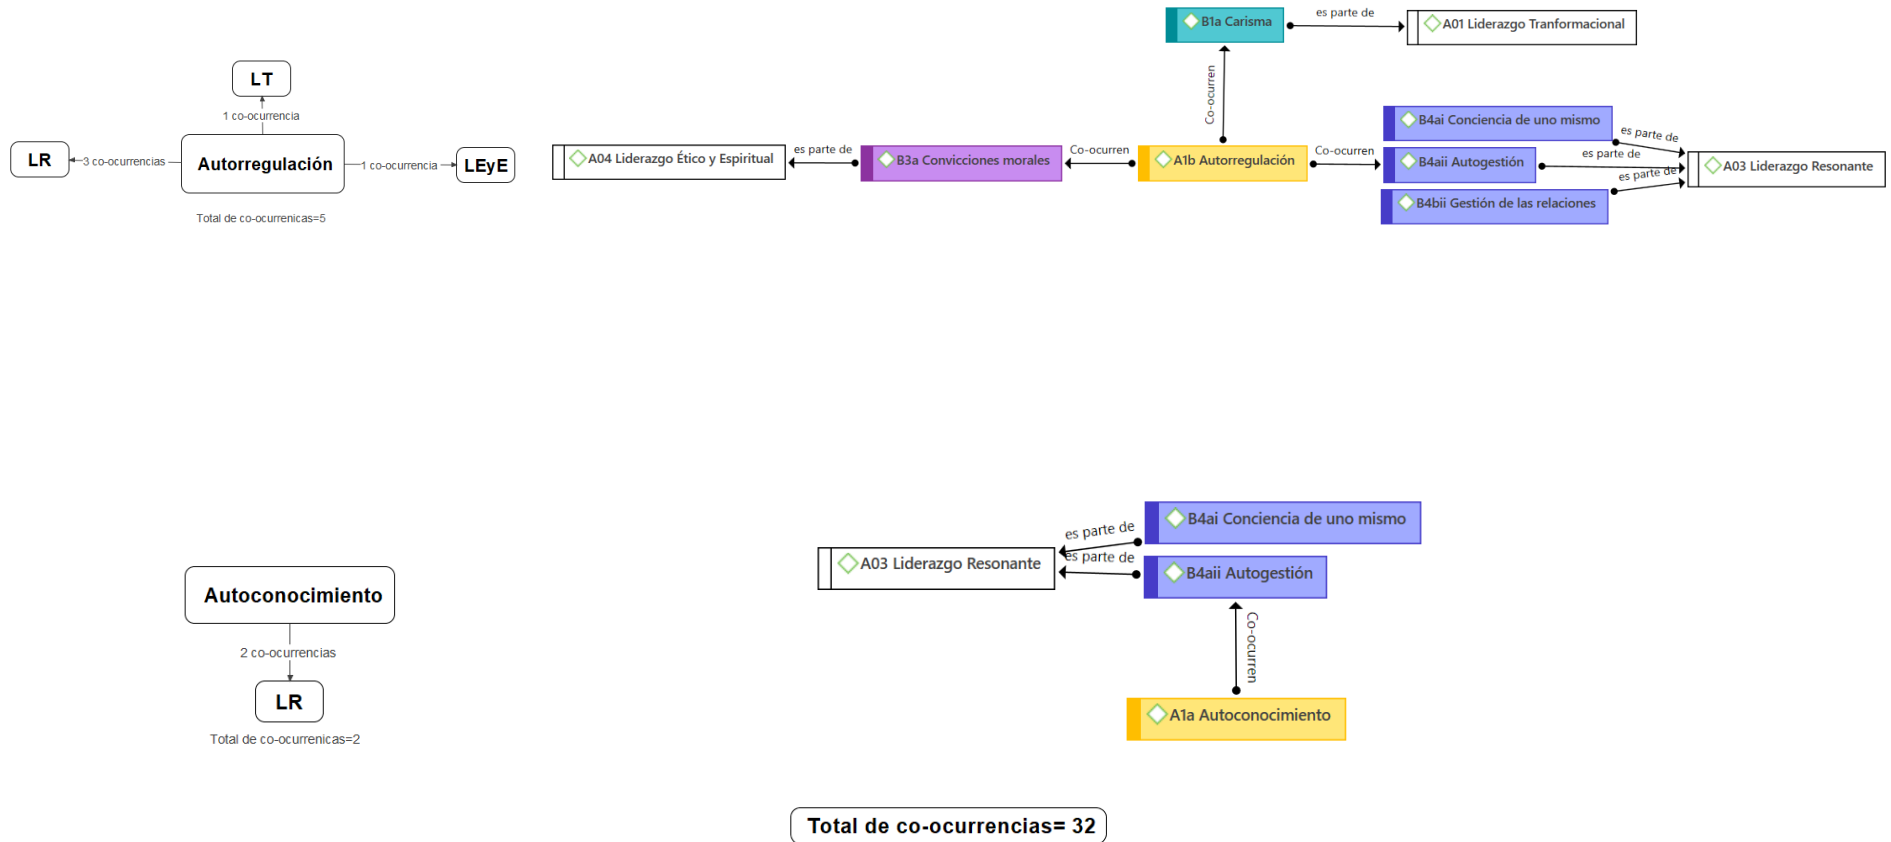 B1a Carisma
es parte de
A01 Liderazgo Tranformacional
Co-ocurren
LT
1 co-ocurrencia
LR
3 co-ocurrencias
Autorregulación
1 co-ocurrencia
LEyE
Total de co-ocurrenicas=5
A04 Liderazgo Ético y Espiritual
es parte de
B3a Convicciones morales
Co-ocurren
A1b Autorregulación
Co-ocurren
B4ai Conciencia de uno mismo
es parte de
B4aii Autogestión
es parte de
A03 Liderazgo Resonante
B4bii Gestión de las relaciones
es parte de
B4ai Conciencia de uno mismo
es parte de
es parte de
A03 Liderazgo Resonante
B4aii Autogestión
Co-ocurren
A1a Autoconocimiento
Autoconocimiento
2 co-ocurrencias
LR
Total de co-ocurrenicas=2
Total de co-ocurrencias= 32